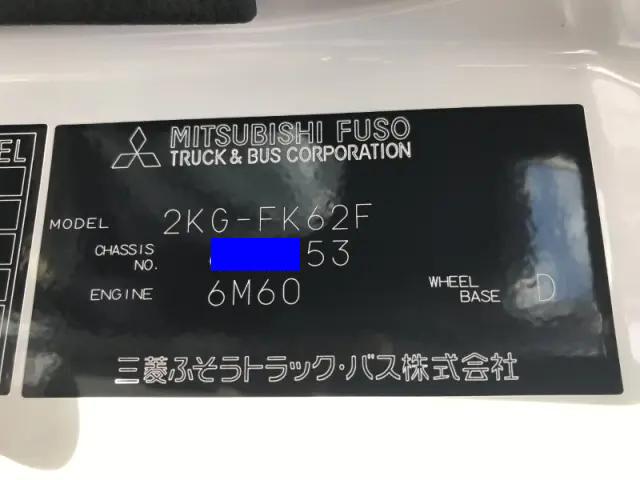 EL
MITSUBISHI FUSO
TRUCK & BUS CORPORATION
MODEL 2KG-FK62F
CHASSIS NO. 53
ENGINE 6M60
WHEEL BASE D
三菱ふそうトラック・バス株式会社